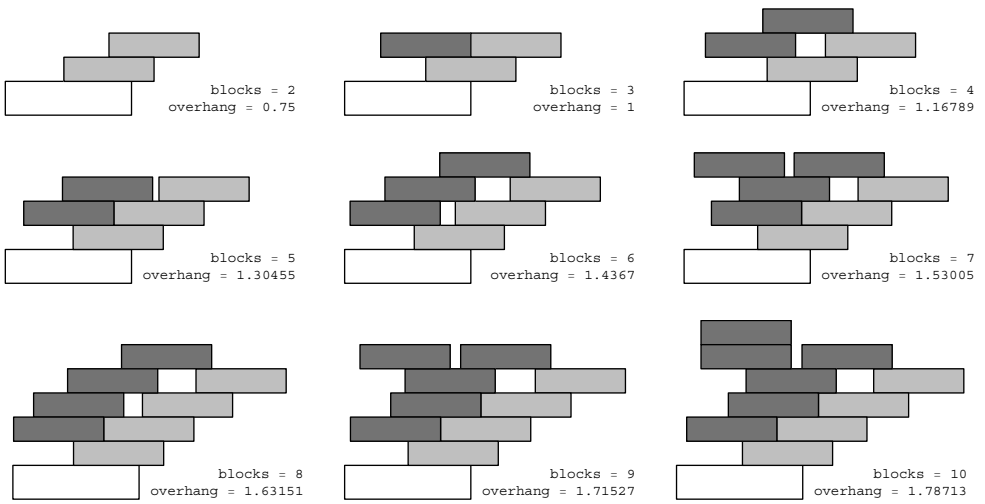 blocks = 2
overhang = 0.75
blocks = 3
overhang = 1
blocks = 4
overhang = 1.16789
blocks = 5
overhang = 1.30455
blocks = 6
overhang = 1.4367
blocks = 7
overhang = 1.53005
blocks = 8
overhang = 1.63151
blocks = 9
overhang = 1.71527
blocks = 10
overhang = 1.78713